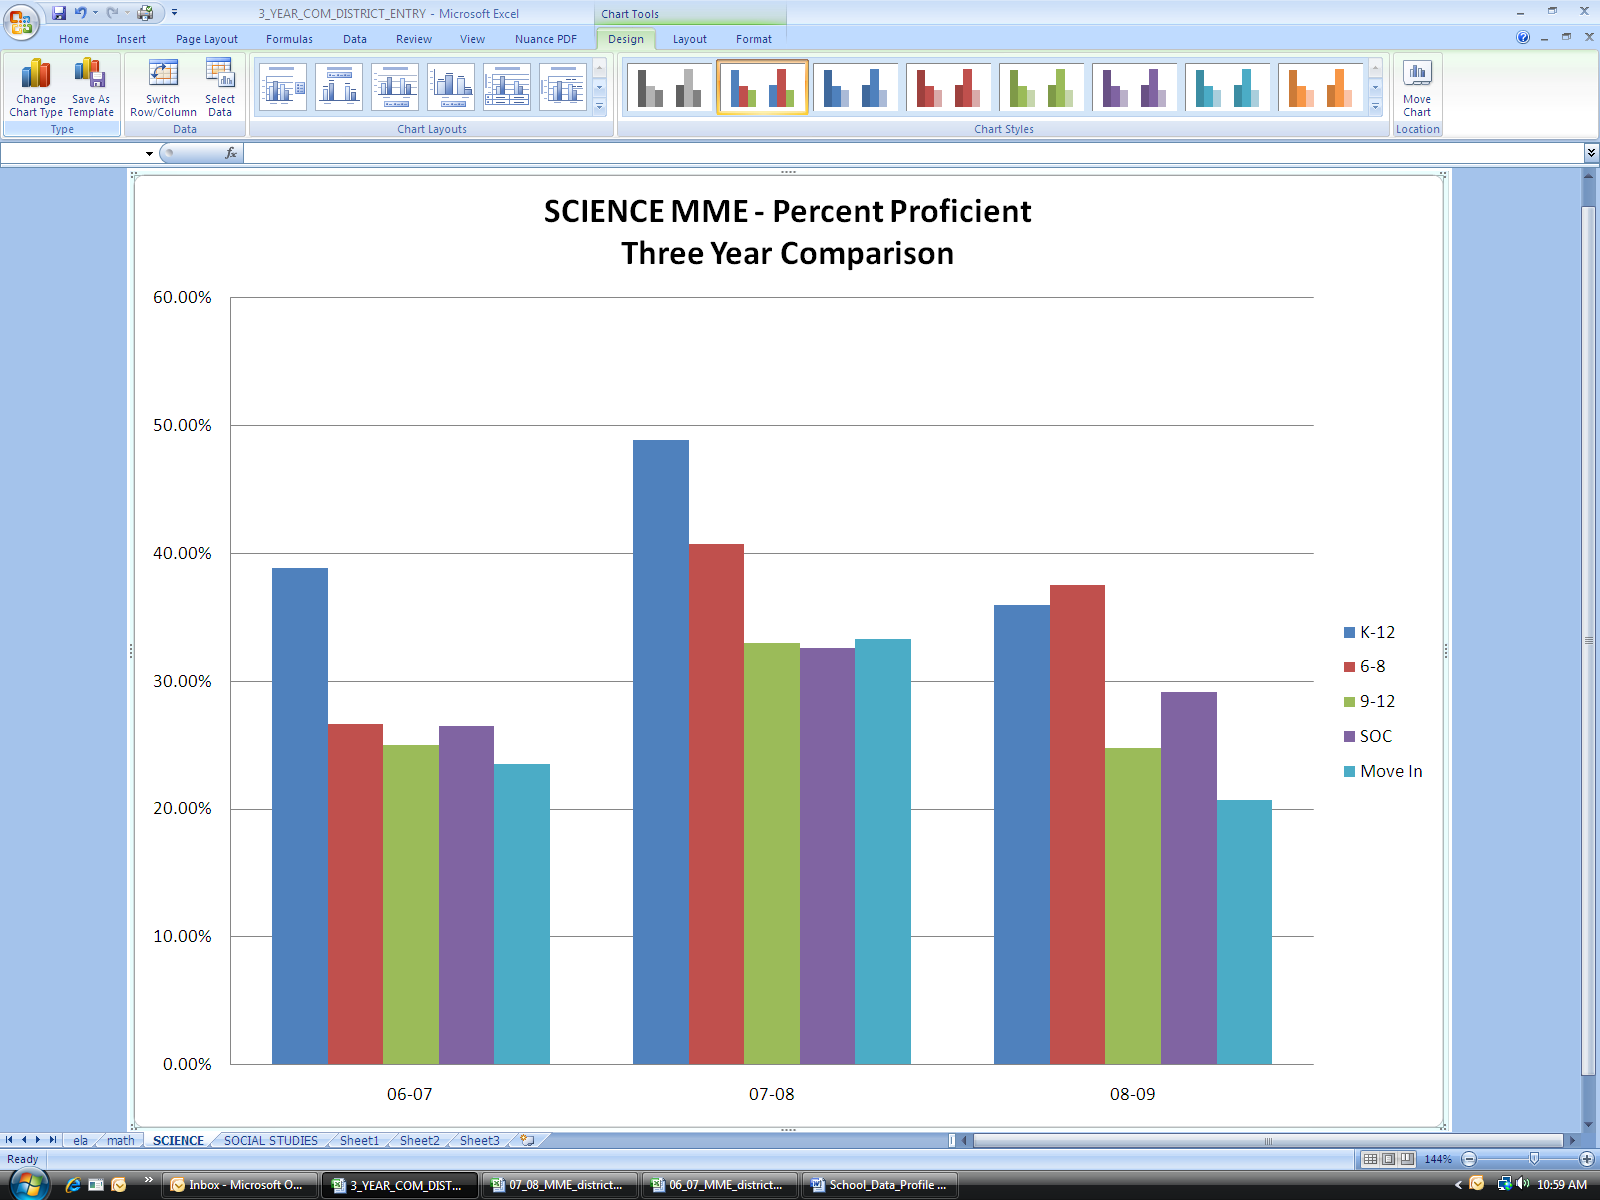 3_YEAR_COM_DISTRICT_ENTRY - Microsoft Excel
Chart Tools
Home Insert Page Layout Formulas Data Review View Nuance PDF Design Layout Format
Change Chart Type
Save As Template
Switch Row/Column
Select Data
Move Chart
Type Data Chart Layouts Chart Styles Location
fx
SCIENCE MME - Percent Proficient
Three Year Comparison
60.00%
50.00%
40.00%
30.00%
20.00%
10.00%
0.00%
06-07 07-08 08-09
K-12
6-8
9-12
SOC
Move In
ela math SCIENCE SOCIAL STUDIES Sheet1 Sheet2 Sheet3
Ready 144%
Inbox - Microsoft O... 3_YEAR_COM_DIST... 07_08_MME_district... 06_07_MME_district... School_Data_Profile ... 10:59 AM